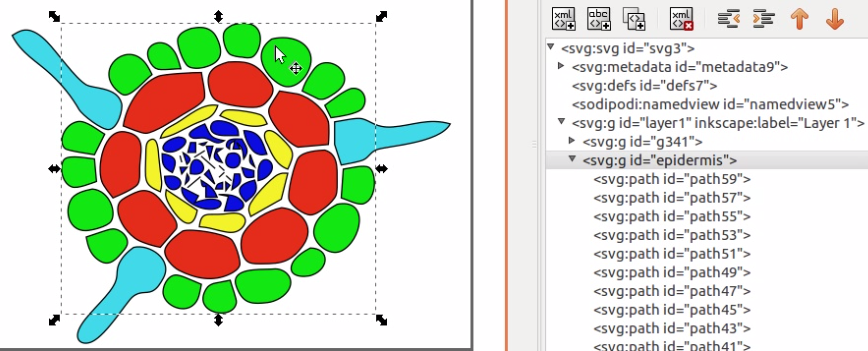 xml
abc
xml
<svg:svg id="svg3">
<svg:metadata id="metadata9">
<svg:defs id="defs7">
<sodipodi:namedview id="namedview5">
<svg:g id="layer1" inkscape:label="Layer 1">
<svg:g id="g341">
<svg:g id="epidermis">
<svg:path id="path59">
<svg:path id="path57">
<svg:path id="path55">
<svg:path id="path53">
<svg:path id="path51">
<svg:path id="path49">
<svg:path id="path47">
<svg:path id="path45">
<svg:path id="path43">
<svg:path id="path41">